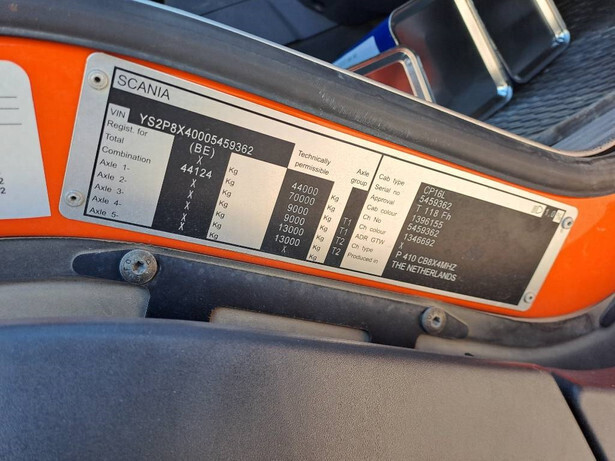 SCANIA
VIN YS2P8X40005459362
Regist. for (BE) Technically permissible Axle group
Total X Kg 44000
Combination 44124 Kg 70000 Kg
Axle 1- X Kg 9000 Kg T1
Axle 2- X Kg 9000 Kg T1
Axle 3- X Kg 13000 Kg T2
Axle 4- X Kg 13000 Kg T2
Axle 5- X X
Cab type CP16L
Serial no 5459362
Approval T 118 Fh
Cab colour 1396155
Ch No 5459362
Ch colour 1346692
ADR GTW X
Ch type P 410 CB8X4MHZ
Produced in THE NETHERLANDS